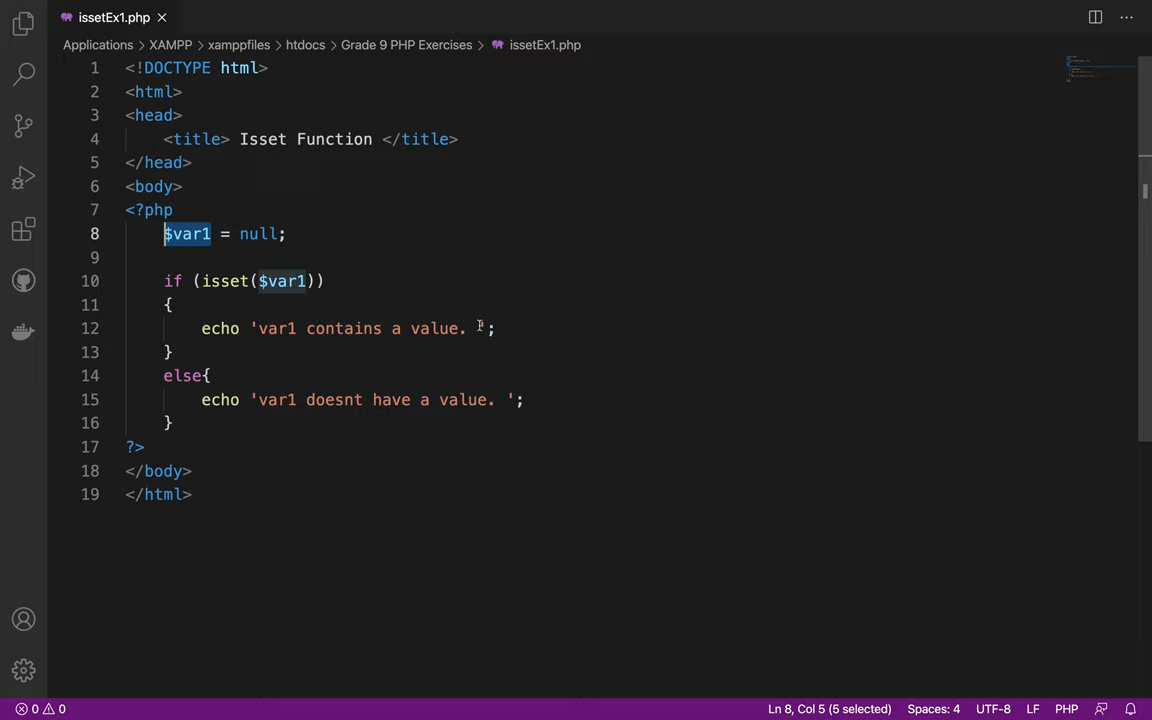 issetEx1.php
Applications > XAMPP > xamppfiles > htdocs > Grade 9 PHP Exercises > issetEx1.php
1 <!DOCTYPE html>
2 <html>
3 <head>
4 <title> Isset Function </title>
5 </head>
6 <body>
7 <?php
8 $var1 = null;
9
10 if (isset($var1))
11 {
12 echo 'var1 contains a value. ';
13 }
14 else{
15 echo 'var1 doesnt have a value. ';
16 }
17 ?>
18 </body>
19 </html>
0 0 Ln 8, Col 5 (5 selected) Spaces: 4 UTF-8 LF PHP